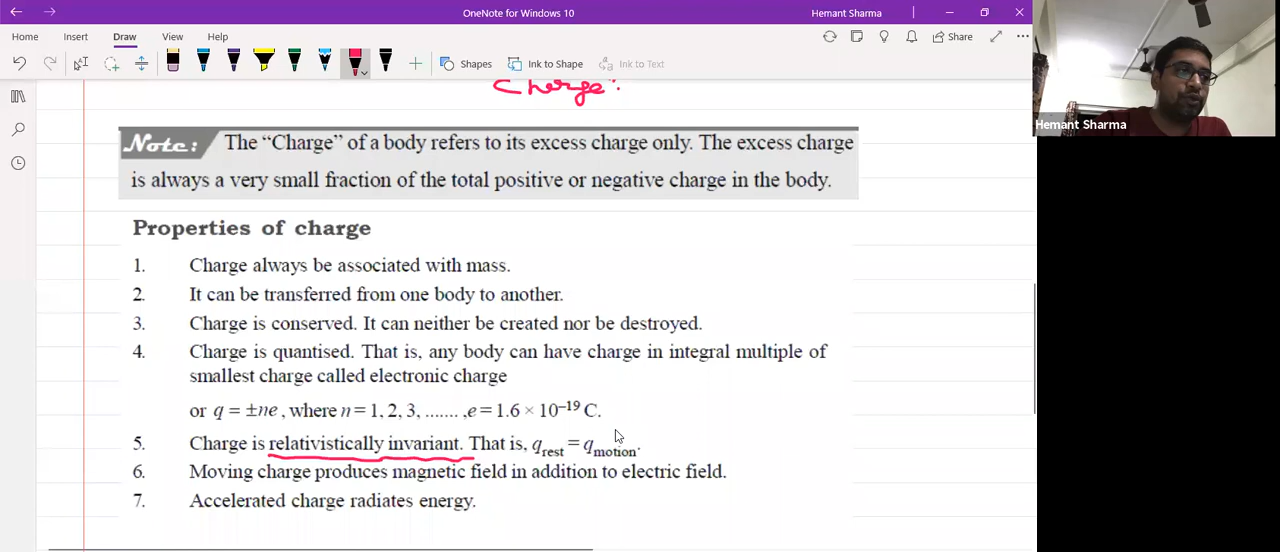 OneNote for Windows 10
Hemant Sharma
Home Insert Draw View Help
Share
Shapes
Ink to Shape
Ink to Text
Charge:
Hemant Sharma
Note: The “Charge” of a body refers to its excess charge only. The excess charge
is always a very small fraction of the total positive or negative charge in the body.
Properties of charge
1. Charge always be associated with mass.
2. It can be transferred from one body to another.
3. Charge is conserved. It can neither be created nor be destroyed.
4. Charge is quantised. That is, any body can have charge in integral multiple of
smallest charge called electronic charge
or q = ±ne, where n = 1, 2, 3, ....... ,e = 1.6 × 10⁻¹⁹ C.
5. Charge is relativistically invariant. That is, q_rest = q_motion.
6. Moving charge produces magnetic field in addition to electric field.
7. Accelerated charge radiates energy.